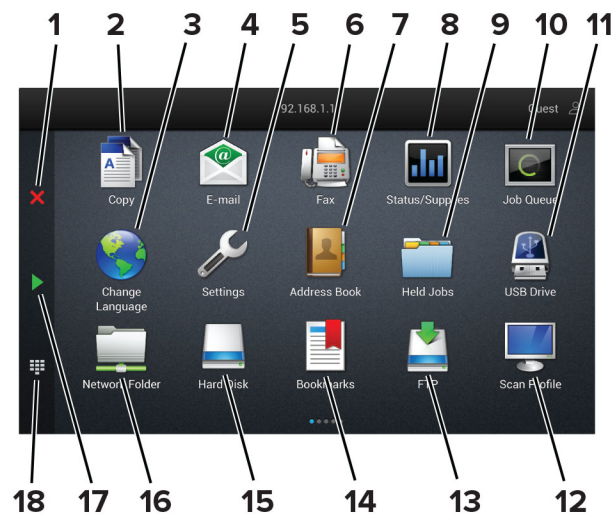 1 2 3 4 5 6 7 8 9 10 11
92.168.1.1
Guest
Copy E-mail Fax Status/Supplies Job Queue
Change Language Settings Address Book Held Jobs USB Drive
Network Folder Hard Disk Bookmarks FTP Scan Profile
18 17 16 15 14 13 12